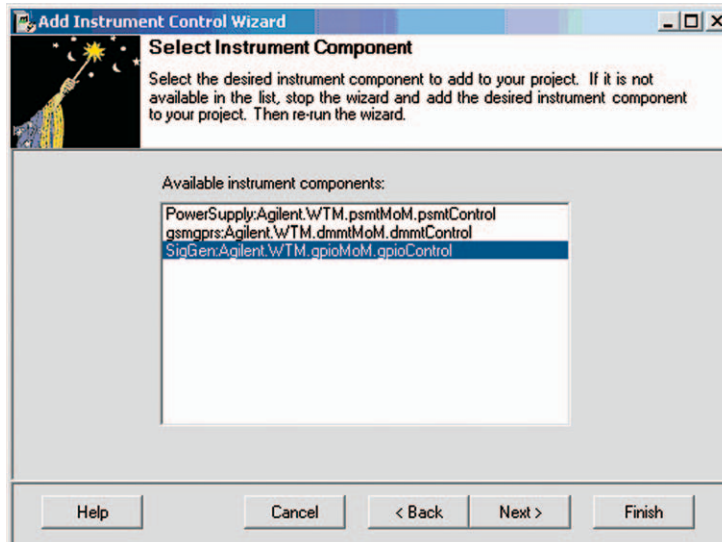 Add Instrument Control Wizard
Select Instrument Component
Select the desired instrument component to add to your project.  If it is not
available in the list, stop the wizard and add the desired instrument component
to your project. Then re-run the wizard.
Available instrument components:
PowerSupply:Agilent.WTM.psmtMoM.psmtControl
gsmgprs:Agilent.WTM.dmmtMoM.dmmtControl
SigGen:Agilent.WTM.gpioMoM.gpioControl
Help
Cancel
< Back
Next >
Finish